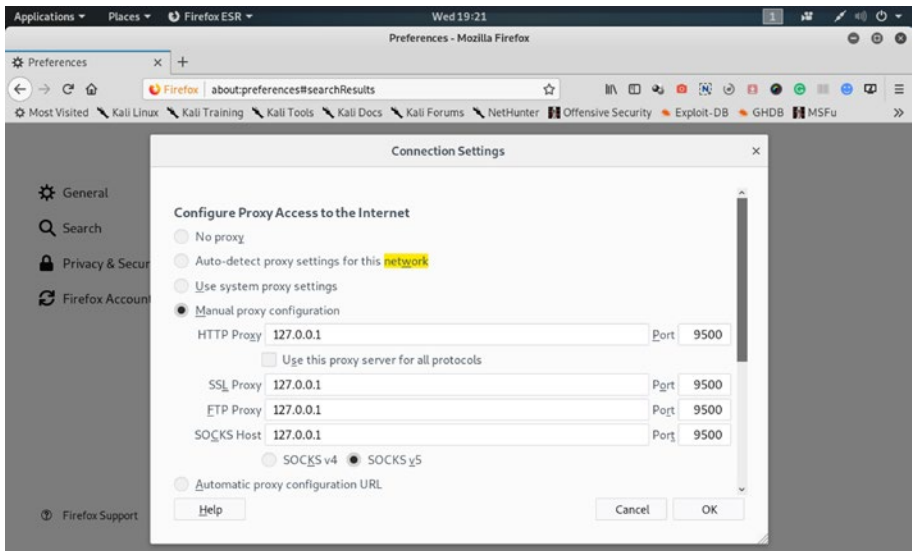 Applications Places Firefox ESR Wed 19:21 1
Preferences - Mozilla Firefox
Preferences
Firefox about:preferences#searchResults
Most Visited Kali Linux Kali Training Kali Tools Kali Docs Kali Forums NetHunter Offensive Security Exploit-DB GHDB MSFu
Connection Settings
General
Search
Privacy & Secur
Firefox Account
Configure Proxy Access to the Internet
No proxy
Auto-detect proxy settings for this network
Use system proxy settings
Manual proxy configuration
HTTP Proxy 127.0.0.1 Port 9500
Use this proxy server for all protocols
SSL Proxy 127.0.0.1 Port 9500
FTP Proxy 127.0.0.1 Port 9500
SOCKS Host 127.0.0.1 Port 9500
SOCKS v4 SOCKS v5
Automatic proxy configuration URL
Help Cancel OK
Firefox Support